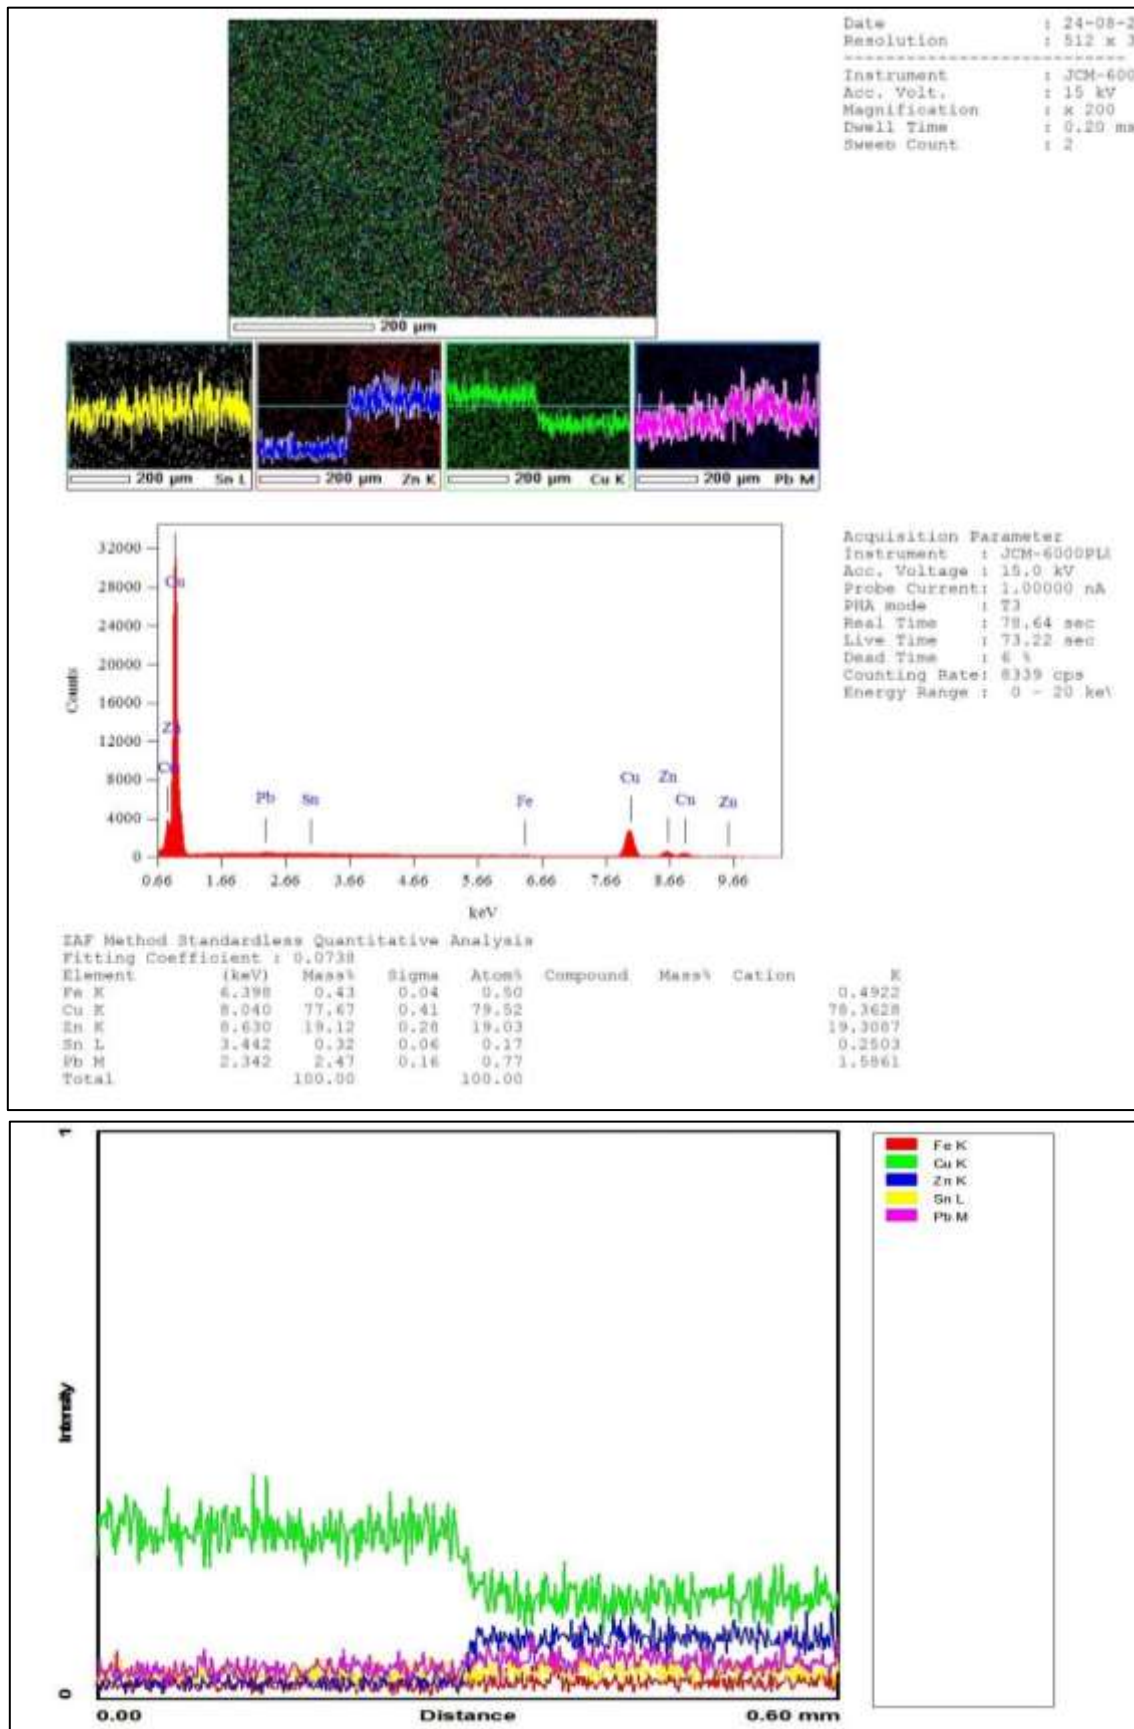 Date : 24-08-2
Resolution : 512 x 3
Instrument : JCM-600
Acc. Volt. : 15 kV
Magnification : x 200
Dwell Time : 0.20 ms
Sweep Count : 2
200 µm
200 µm Sn L
200 µm Zn K
200 µm Cu K
200 µm Pb M
32000
28000
24000
20000
16000
12000
8000
4000
0
Counts
Cu
Zn
Cu
Pb
Sn
Fe
Cu
Zn
Cu
Zn
0.66 1.66 2.66 3.66 4.66 5.66 6.66 7.66 8.66 9.66
keV
Acquisition Parameter
Instrument : JCM-6000PLU
Acc. Voltage : 15.0 kV
Probe Current: 1.00000 nA
PHA mode : T3
Real Time : 78.64 sec
Live Time : 73.22 sec
Dead Time : 6 %
Counting Rate: 8339 cps
Energy Range : 0 - 20 keV
ZAF Method Standardless Quantitative Analysis
Fitting Coefficient : 0.0738
Element (keV) Mass% Sigma Atom% Compound Mass% Cation K
Fe K 6.398 0.43 0.04 0.50 0.4922
Cu K 8.040 77.67 0.41 79.52 78.3628
Zn K 8.630 19.12 0.28 19.03 19.3087
Sn L 3.442 0.32 0.06 0.17 0.2503
Pb M 2.342 2.47 0.16 0.77 1.5861
Total 100.00 100.00
1
Intensity
0
0.00 Distance 0.60 mm
Fe K
Cu K
Zn K
Sn L
Pb M